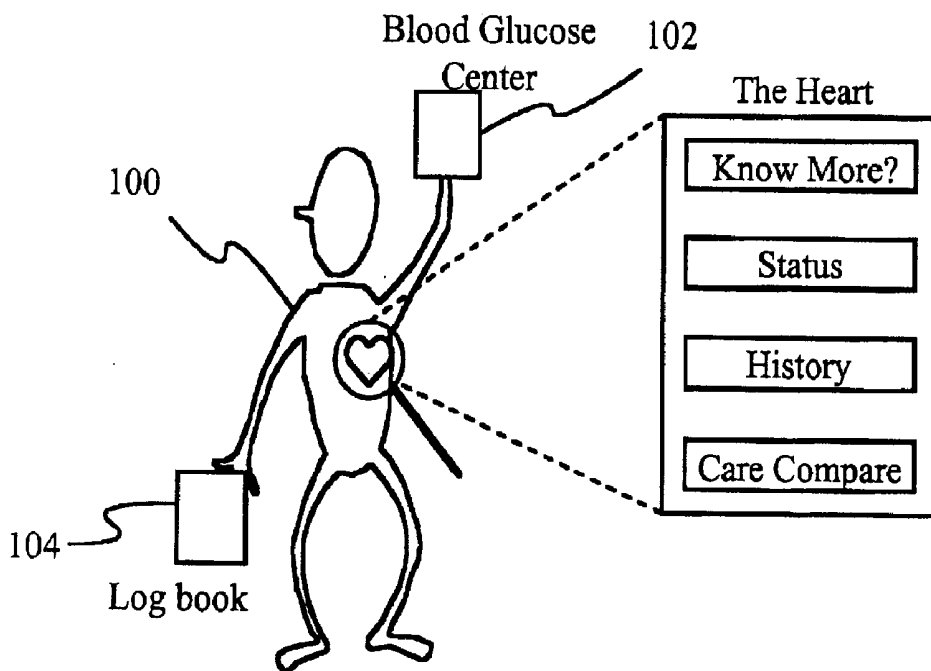 Blood Glucose
Center
102
The Heart
Know More?
100
Status
History
Care Compare
104
Log book